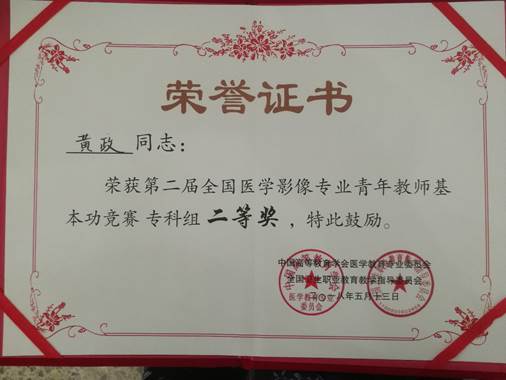 荣誉证书
黄政 同志：
荣获第二届全国医学影像专业青年教师基
本功竞赛 专科组 二等奖 ，特此鼓励。
中国高等教育学会医学教育专业委员会
全国卫生职业教育教学指导委员会
二〇一八年五月十三日
医学教育专业
委员会